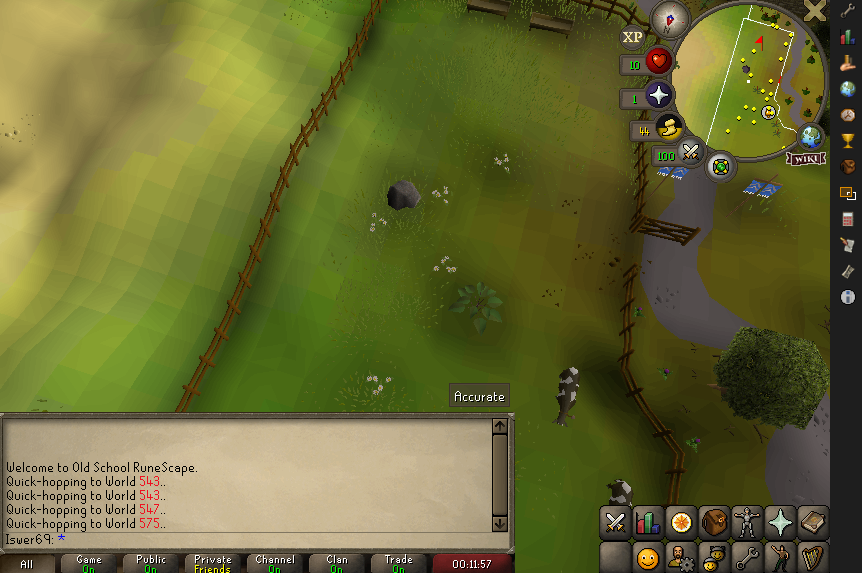 XP
10
1
44
100
WIKI
Accurate
Welcome to Old School RuneScape.
Quick-hopping to World 543..
Quick-hopping to World 543..
Quick-hopping to World 547..
Quick-hopping to World 575..
Iswer69: *
All
Game
On
Public
On
Private
Friends
Channel
On
Clan
On
Trade
On
00:11:57